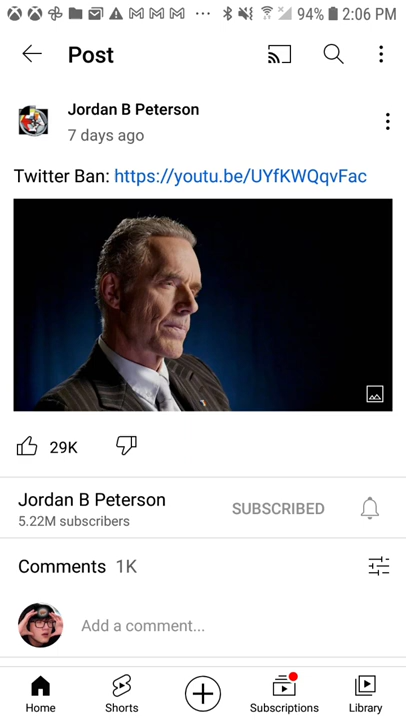 94% 2:06 PM
Post
Jordan B Peterson
7 days ago
Twitter Ban: https://youtu.be/UYfKWQqvFac
29K
Jordan B Peterson
5.22M subscribers
SUBSCRIBED
Comments 1K
Add a comment...
Home Shorts Subscriptions Library